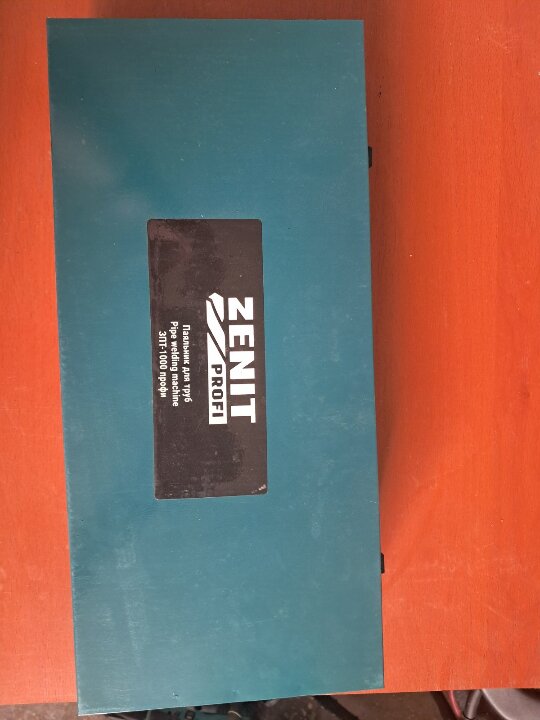 ZENIT
PROFI
Паяльник для труб
Pipe welding machine
ЗПТ-1000 профи